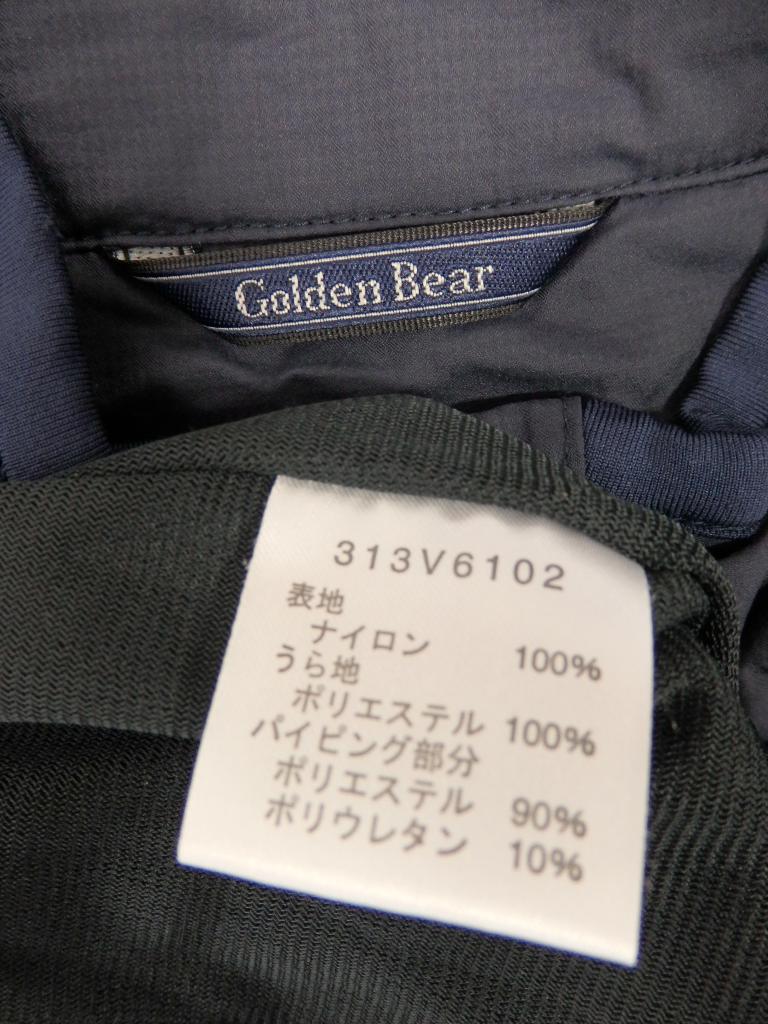 Golden Bear
313V6102
表地
ナイロン 100%
うら地
ポリエステル 100%
パイピング部分
ポリエステル 90%
ポリウレタン 10%